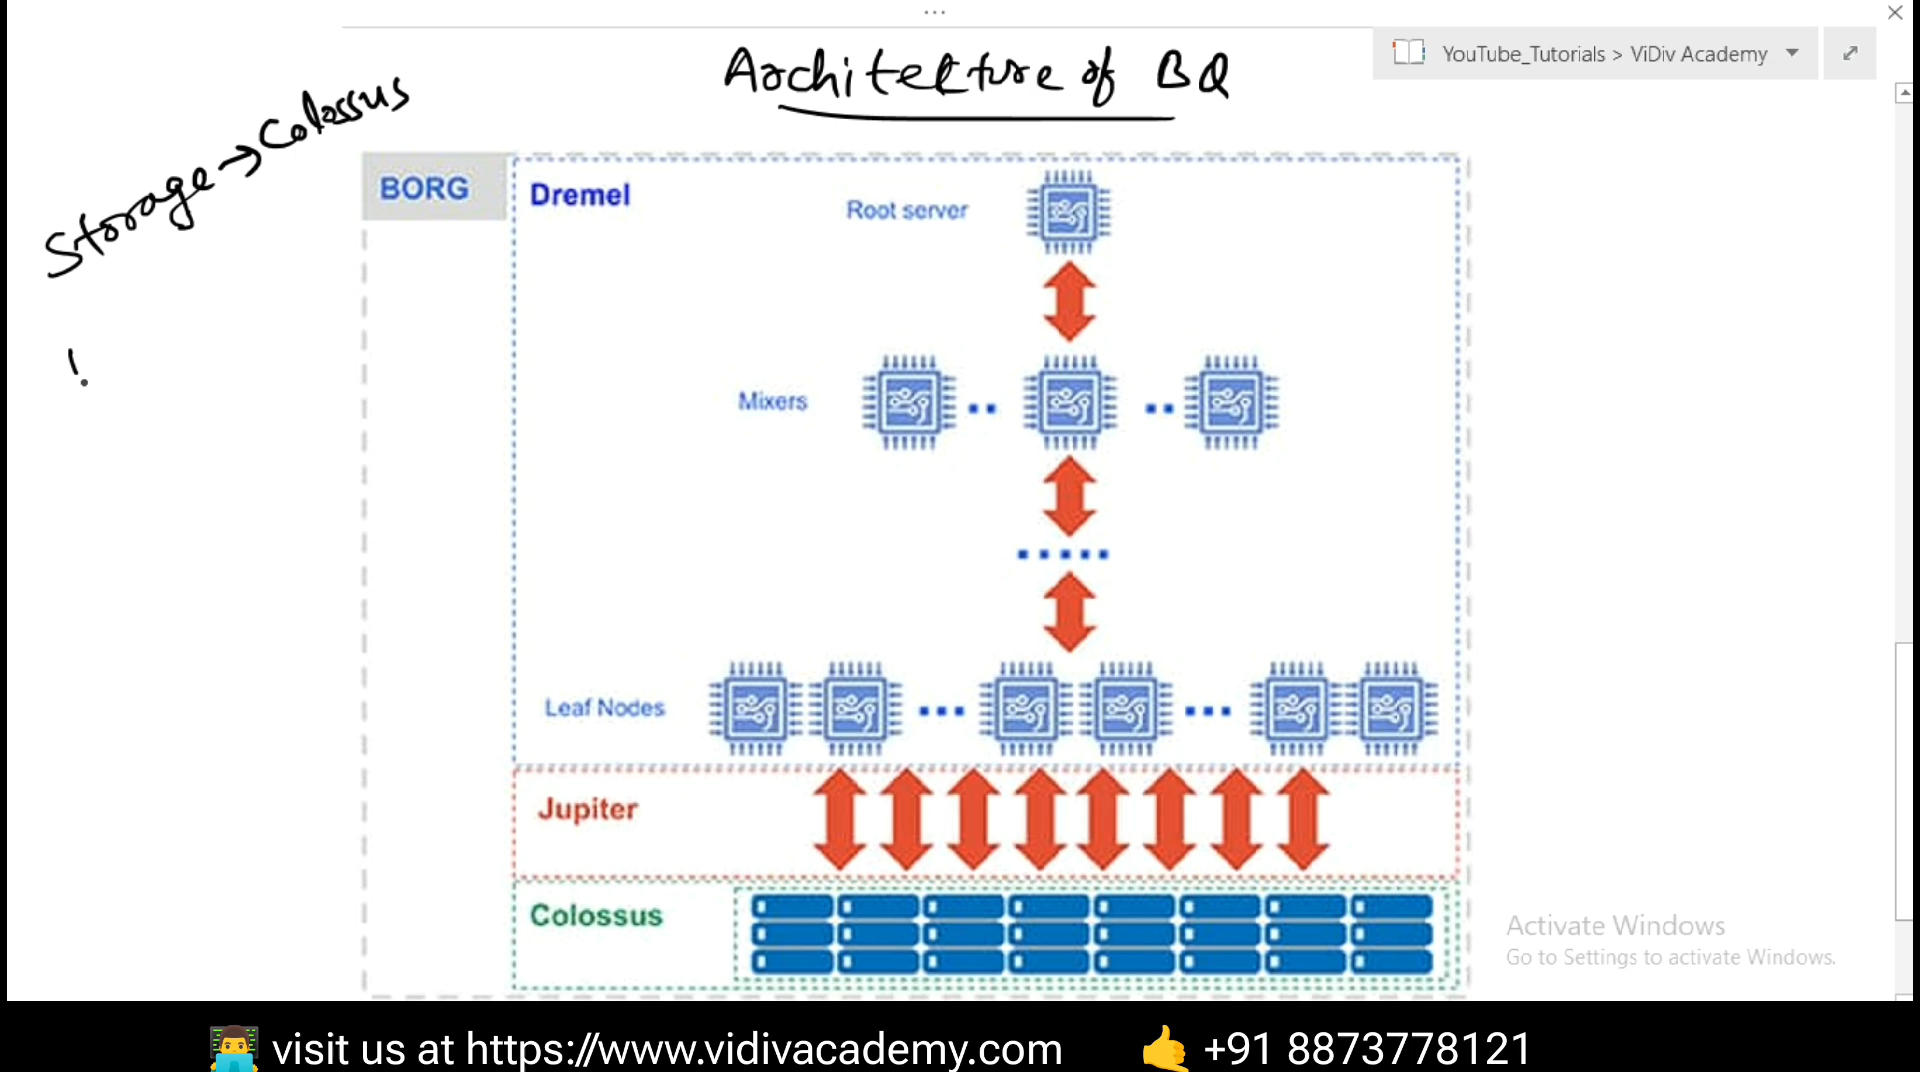 Architecture of BQ
YouTube_Tutorials > ViDiv Academy
Storage → Colossus
BORG
Dremel
Root server
Mixers
Leaf Nodes
Jupiter
Colossus
Activate Windows
Go to Settings to activate Windows.
visit us at https://www.vidivacademy.com
+91 8873778121